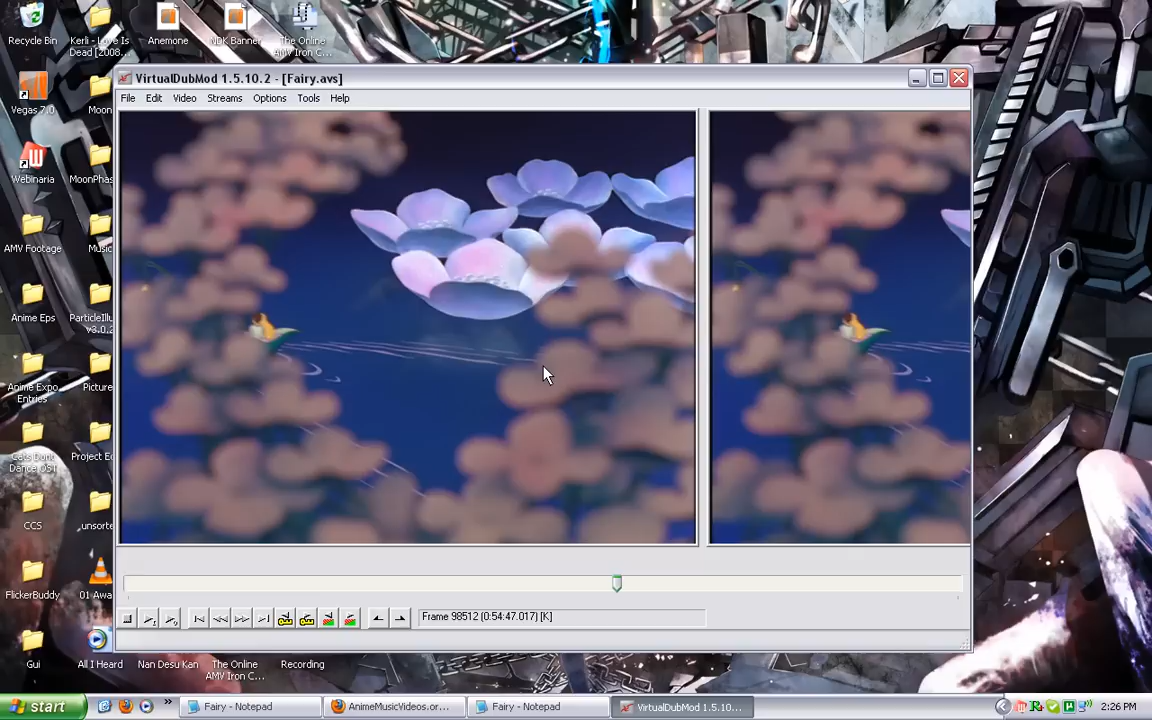 Recycle Bin
Kerli - Love Is Dead [2008...
Anemone
NDK Banner
The Online AMV Iron C...
VirtualDubMod 1.5.10.2 - [Fairy.avs]
File Edit Video Streams Options Tools Help
Vegas 7.0
Moon
Webinaria
MoonPhas
AMV Footage
Music
Anime Eps
ParticleIllu v3.0.2
Anime Expo Entries
Picture
Cats Dont Dance OST
Project Ed
CCS
_unsorte
FlickerBuddy
01 Awa
Frame 98512 (0:54:47.017) [K]
Gui
All I Heard
Nan Desu Kan
The Online AMV Iron C...
Recording
start
Fairy - Notepad
AnimeMusicVideos.or...
Fairy - Notepad
VirtualDubMod 1.5.10...
2:26 PM